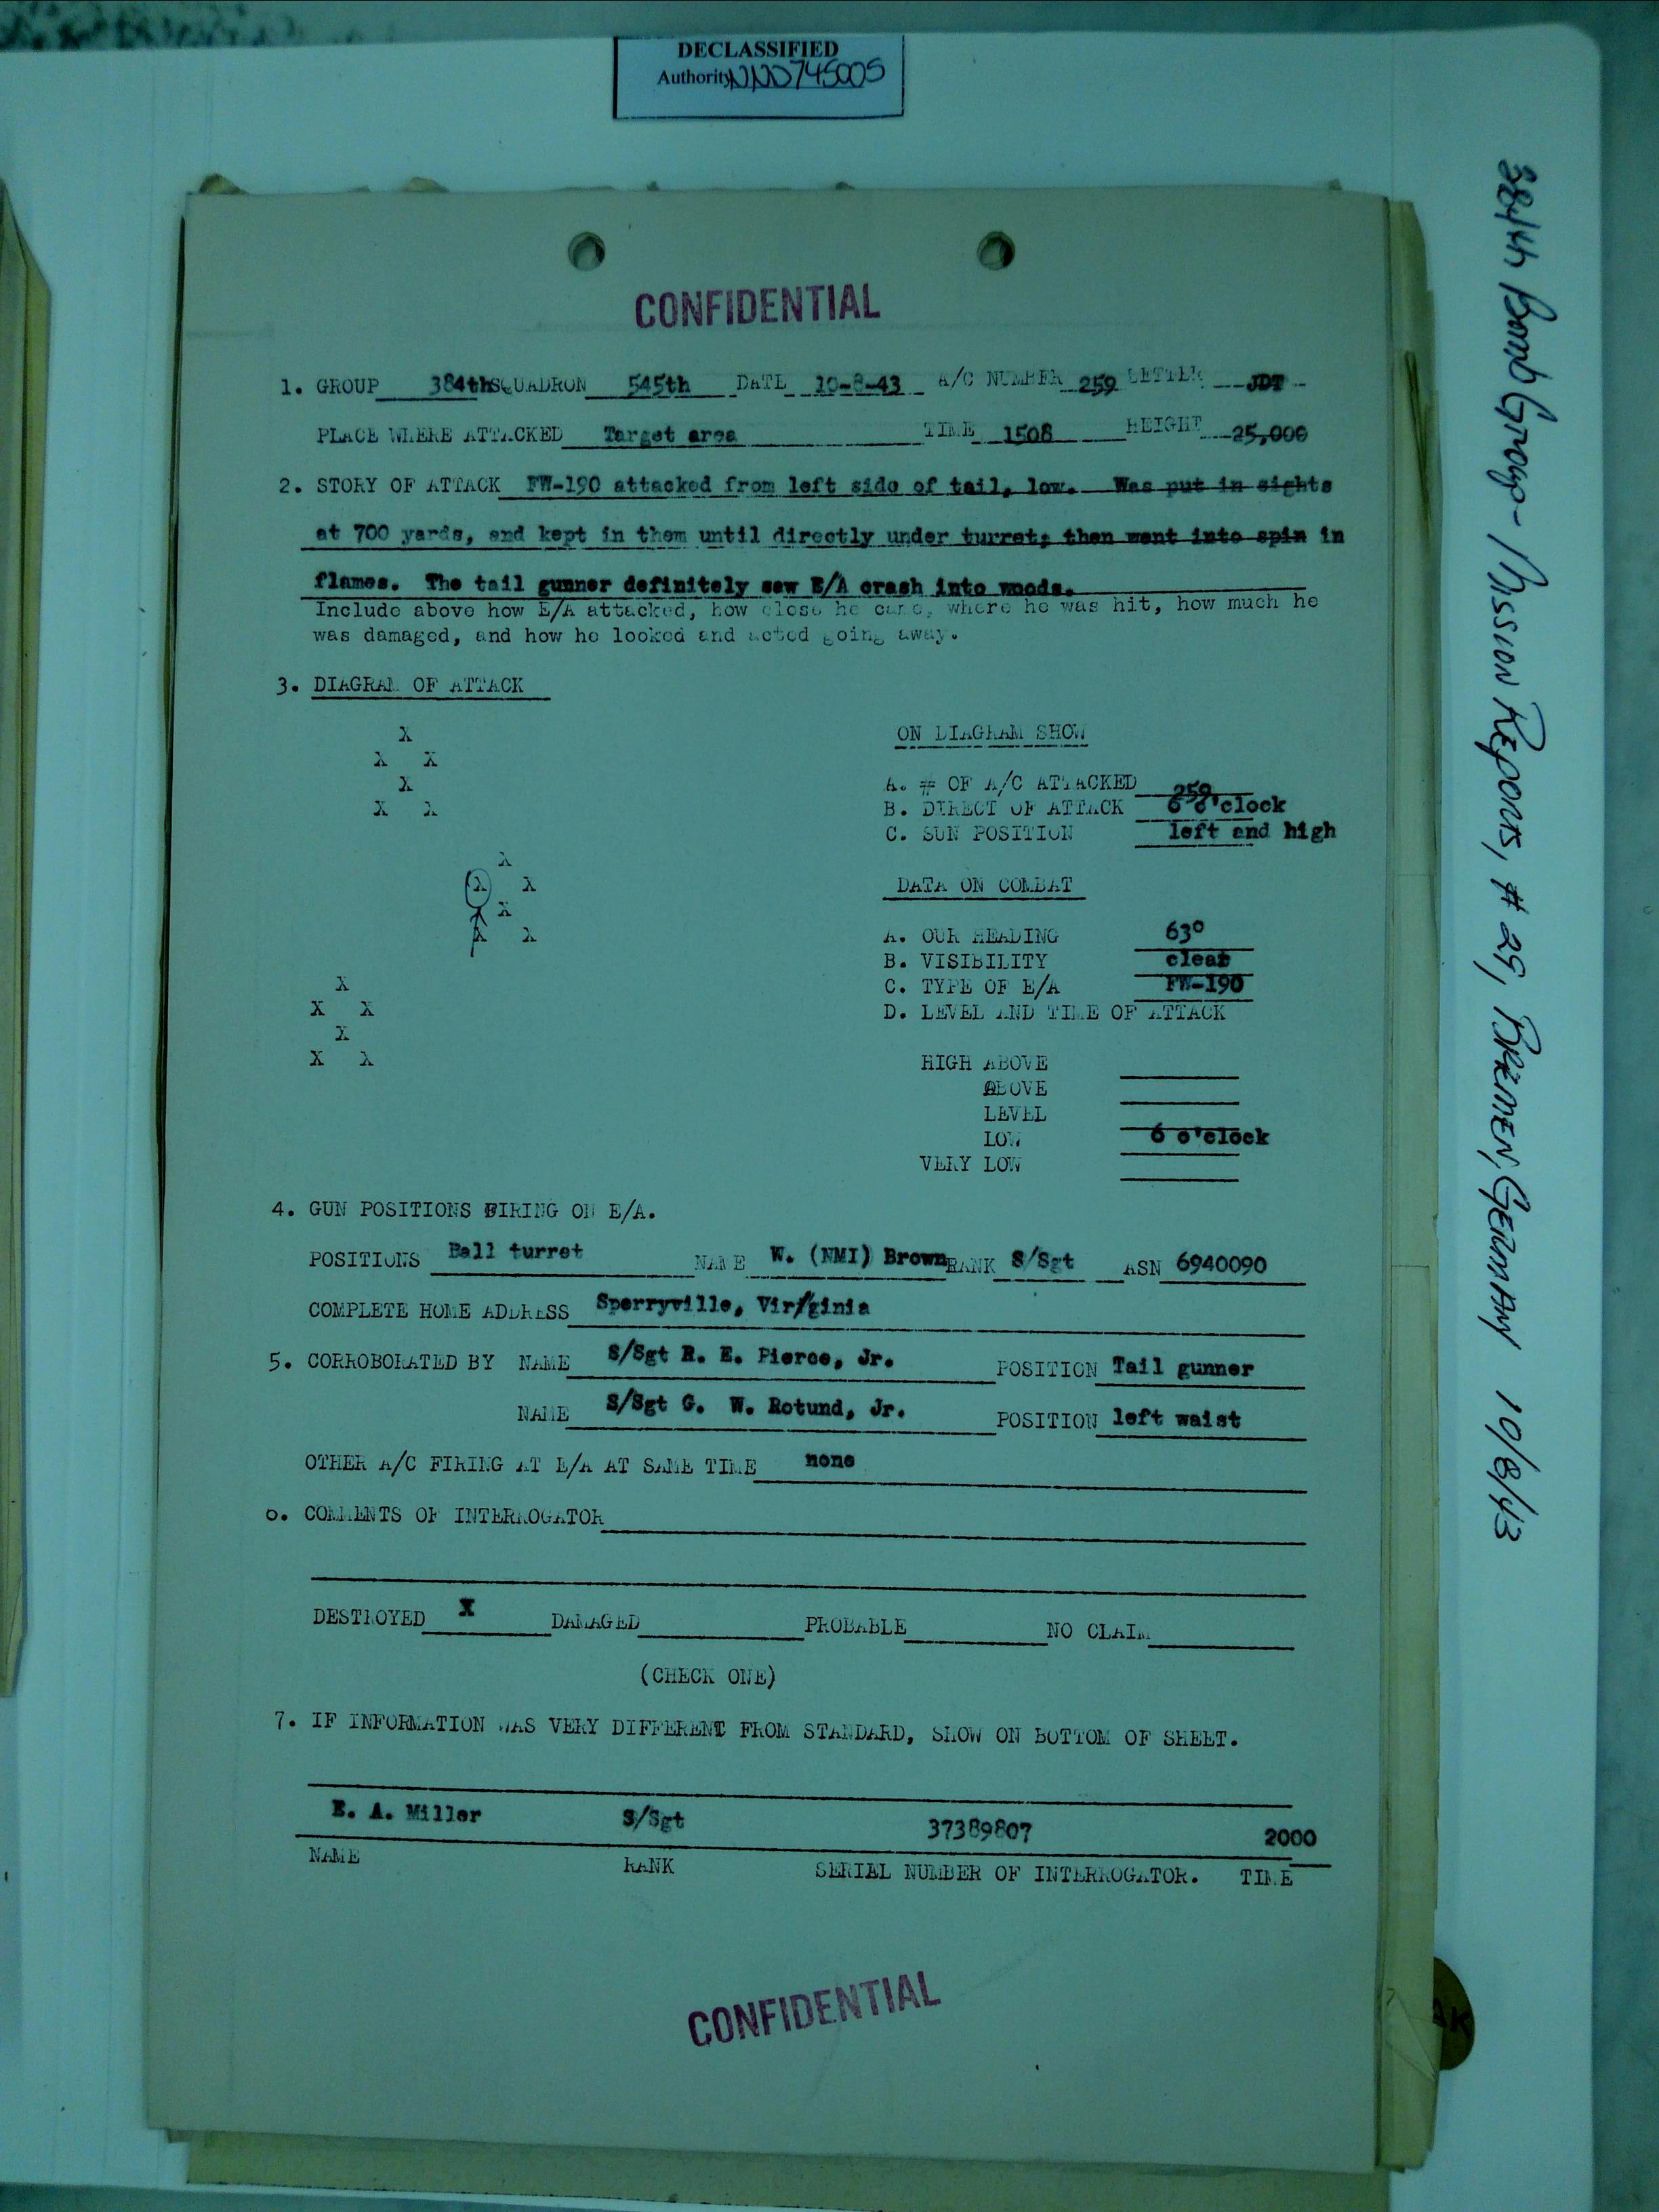 DECLASSIFIED
Authority NND745005
384th Bomb Group - Mission Reports, # 25, BREMEN, GERMANY 10/8/43
CONFIDENTIAL
1. GROUP 384th SQUADRON 545th DATE 10-8-43 A/C NUMBER 259 LETTER JDT
PLACE WHERE ATTACKED Target area TIME 1508 HEIGHT 25,000
2. STORY OF ATTACK FW-190 attacked from left side of tail, low. Was put in sights
at 700 yards, and kept in them until directly under turret; then went into spin in
flames. The tail gunner definitely saw E/A crash into woods.
Include above how E/A attacked, how close he came, where he was hit, how much he
was damaged, and how he looked and acted going away.
3. DIAGRAM OF ATTACK
X
X X
X
X X
X
X X
X
X X
X
X X
X
X X
ON DIAGRAM SHOW
A. # OF A/C ATTACKED 259
B. DIRECT OF ATTACK 6 o'clock
C. SUN POSITION left and high
DATA ON COMBAT
A. OUR HEADING 63°
B. VISIBILITY clear
C. TYPE OF E/A FW-190
D. LEVEL AND TIME OF ATTACK
HIGH ABOVE
ABOVE
LEVEL
LOW 6 o'clock
VERY LOW
4. GUN POSITIONS FIRING ON E/A.
POSITIONS Ball turret NAME W. (NMI) Brown RANK S/Sgt ASN 6940090
COMPLETE HOME ADDRESS Sperryville, Vir/ginia
5. CORROBORATED BY NAME S/Sgt R. E. Pierce, Jr. POSITION Tail gunner
NAME S/Sgt G. W. Rotund, Jr. POSITION left waist
OTHER A/C FIRING AT E/A AT SAME TIME none
6. COMMENTS OF INTERROGATOR
DESTROYED X DAMAGED PROBABLE NO CLAIM
(CHECK ONE)
7. IF INFORMATION WAS VERY DIFFERENT FROM STANDARD, SHOW ON BOTTOM OF SHEET.
E. A. Miller S/Sgt 37389807 2000
NAME RANK SERIAL NUMBER OF INTERROGATOR. TIME
CONFIDENTIAL